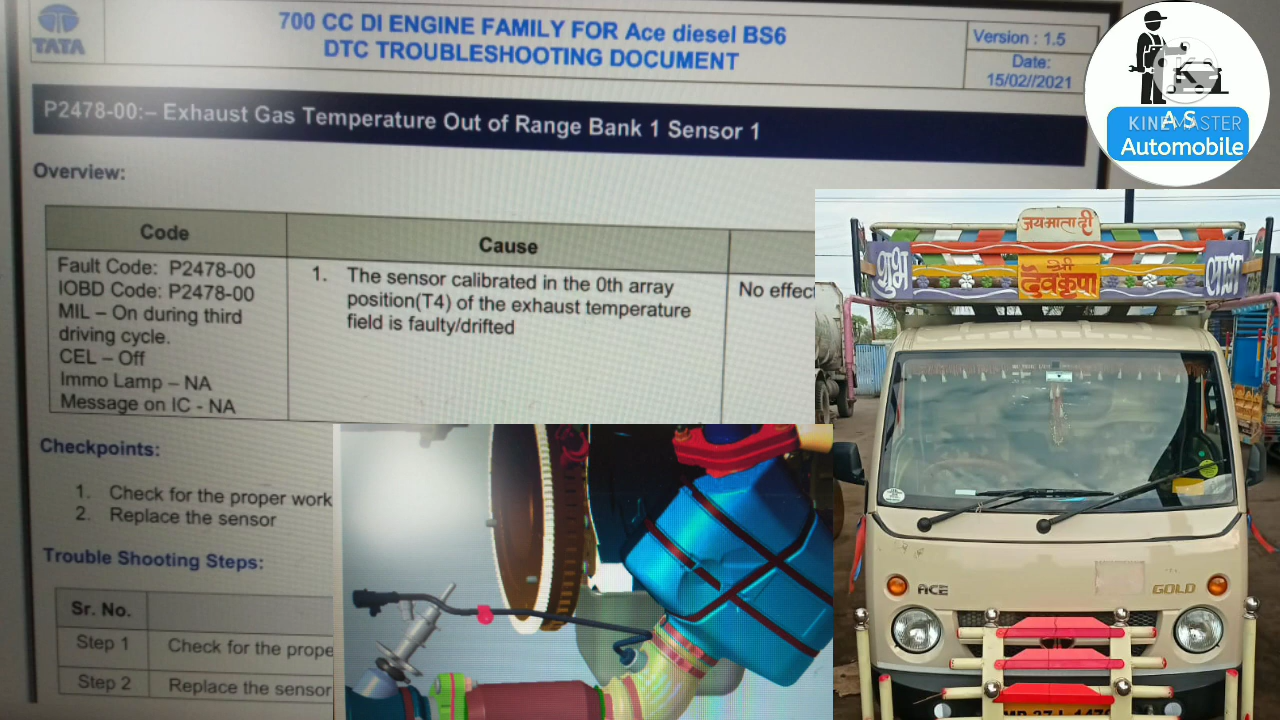 TATA
700 CC DI ENGINE FAMILY FOR Ace diesel BS6
DTC TROUBLESHOOTING DOCUMENT
Version : 1.5
Date:
15/02//2021
P2478-00:– Exhaust Gas Temperature Out of Range Bank 1 Sensor 1
Overview:
Code
Cause
Fault Code: P2478-00
IOBD Code: P2478-00
MIL – On during third
driving cycle.
CEL – Off
Immo Lamp – NA
Message on IC - NA
1. The sensor calibrated in the 0th array
position(T4) of the exhaust temperature
field is faulty/drifted
No effec
Checkpoints:
1. Check for the proper work
2. Replace the sensor
Trouble Shooting Steps:
Sr. No.
Step 1 Check for the prope
Step 2 Replace the sensor
K
KINEMASTER
A S
Automobile
जय माता दी
शुभ
श्री
देवकृपा
लाभ
ACE
GOLD